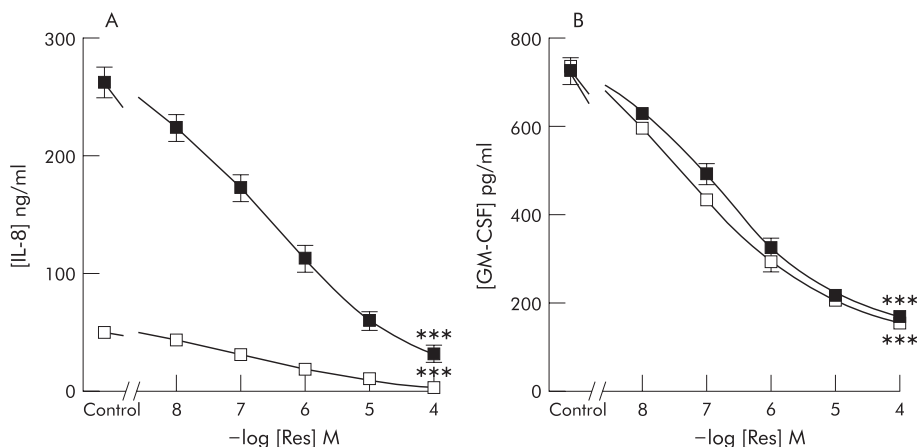 A
300
200
100
0
[IL-8] ng/ml
***
***
Control 8 7 6 5 4
–log [Res] M
B
800
600
400
200
0
[GM-CSF] pg/ml
***
***
Control 8 7 6 5 4
–log [Res] M